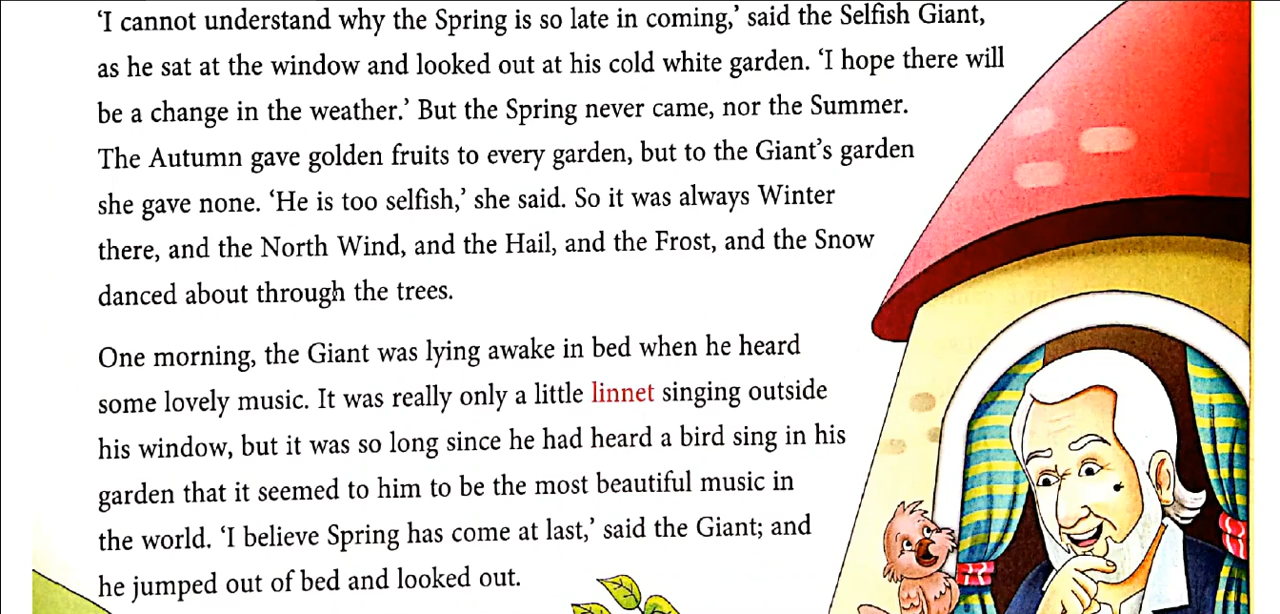 ‘I cannot understand why the Spring is so late in coming,’ said the Selfish Giant,
as he sat at the window and looked out at his cold white garden. ‘I hope there will
be a change in the weather.’ But the Spring never came, nor the Summer.
The Autumn gave golden fruits to every garden, but to the Giant’s garden
she gave none. ‘He is too selfish,’ she said. So it was always Winter
there, and the North Wind, and the Hail, and the Frost, and the Snow
danced about through the trees.
One morning, the Giant was lying awake in bed when he heard
some lovely music. It was really only a little linnet singing outside
his window, but it was so long since he had heard a bird sing in his
garden that it seemed to him to be the most beautiful music in
the world. ‘I believe Spring has come at last,’ said the Giant; and
he jumped out of bed and looked out.